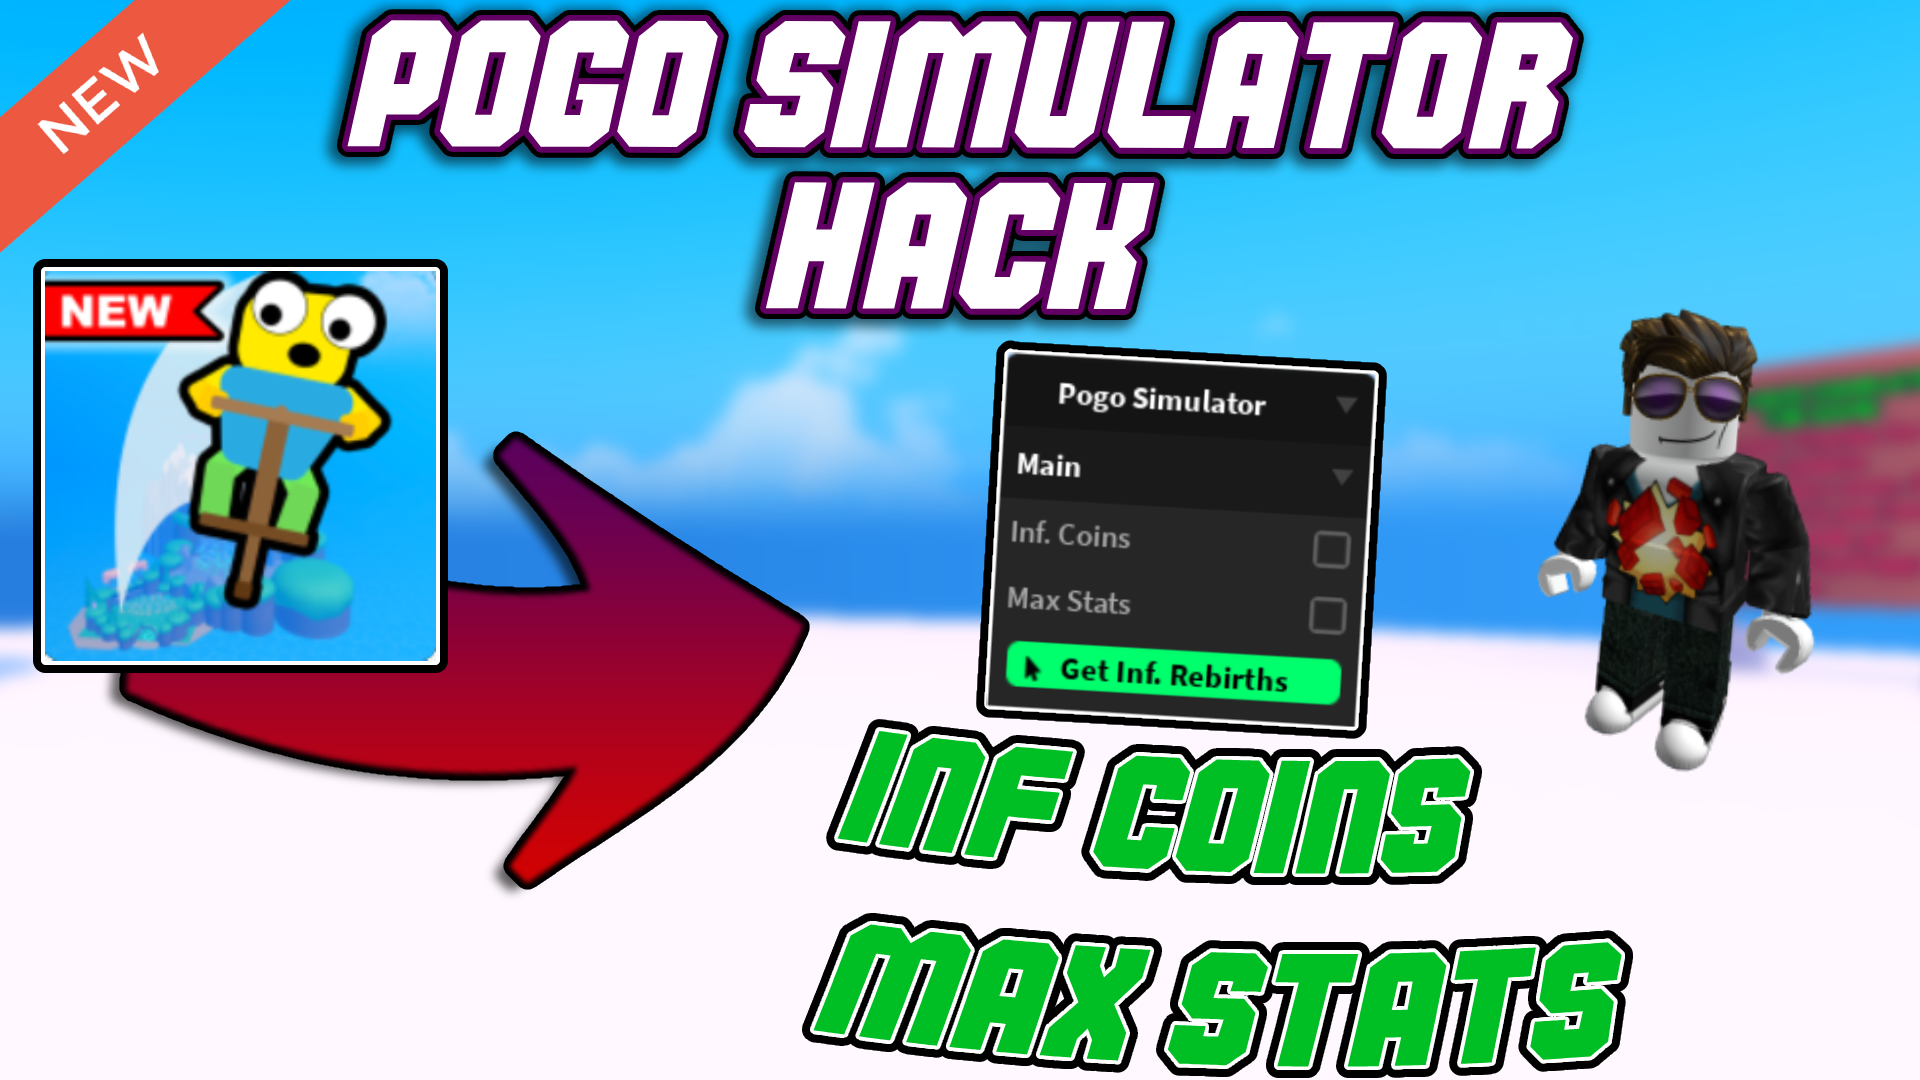 NEW
POGO SIMULATOR
HACK
NEW
Pogo Simulator
Main
Inf. Coins
Max Stats
Get Inf. Rebirths
INF COINS
MAX STATS